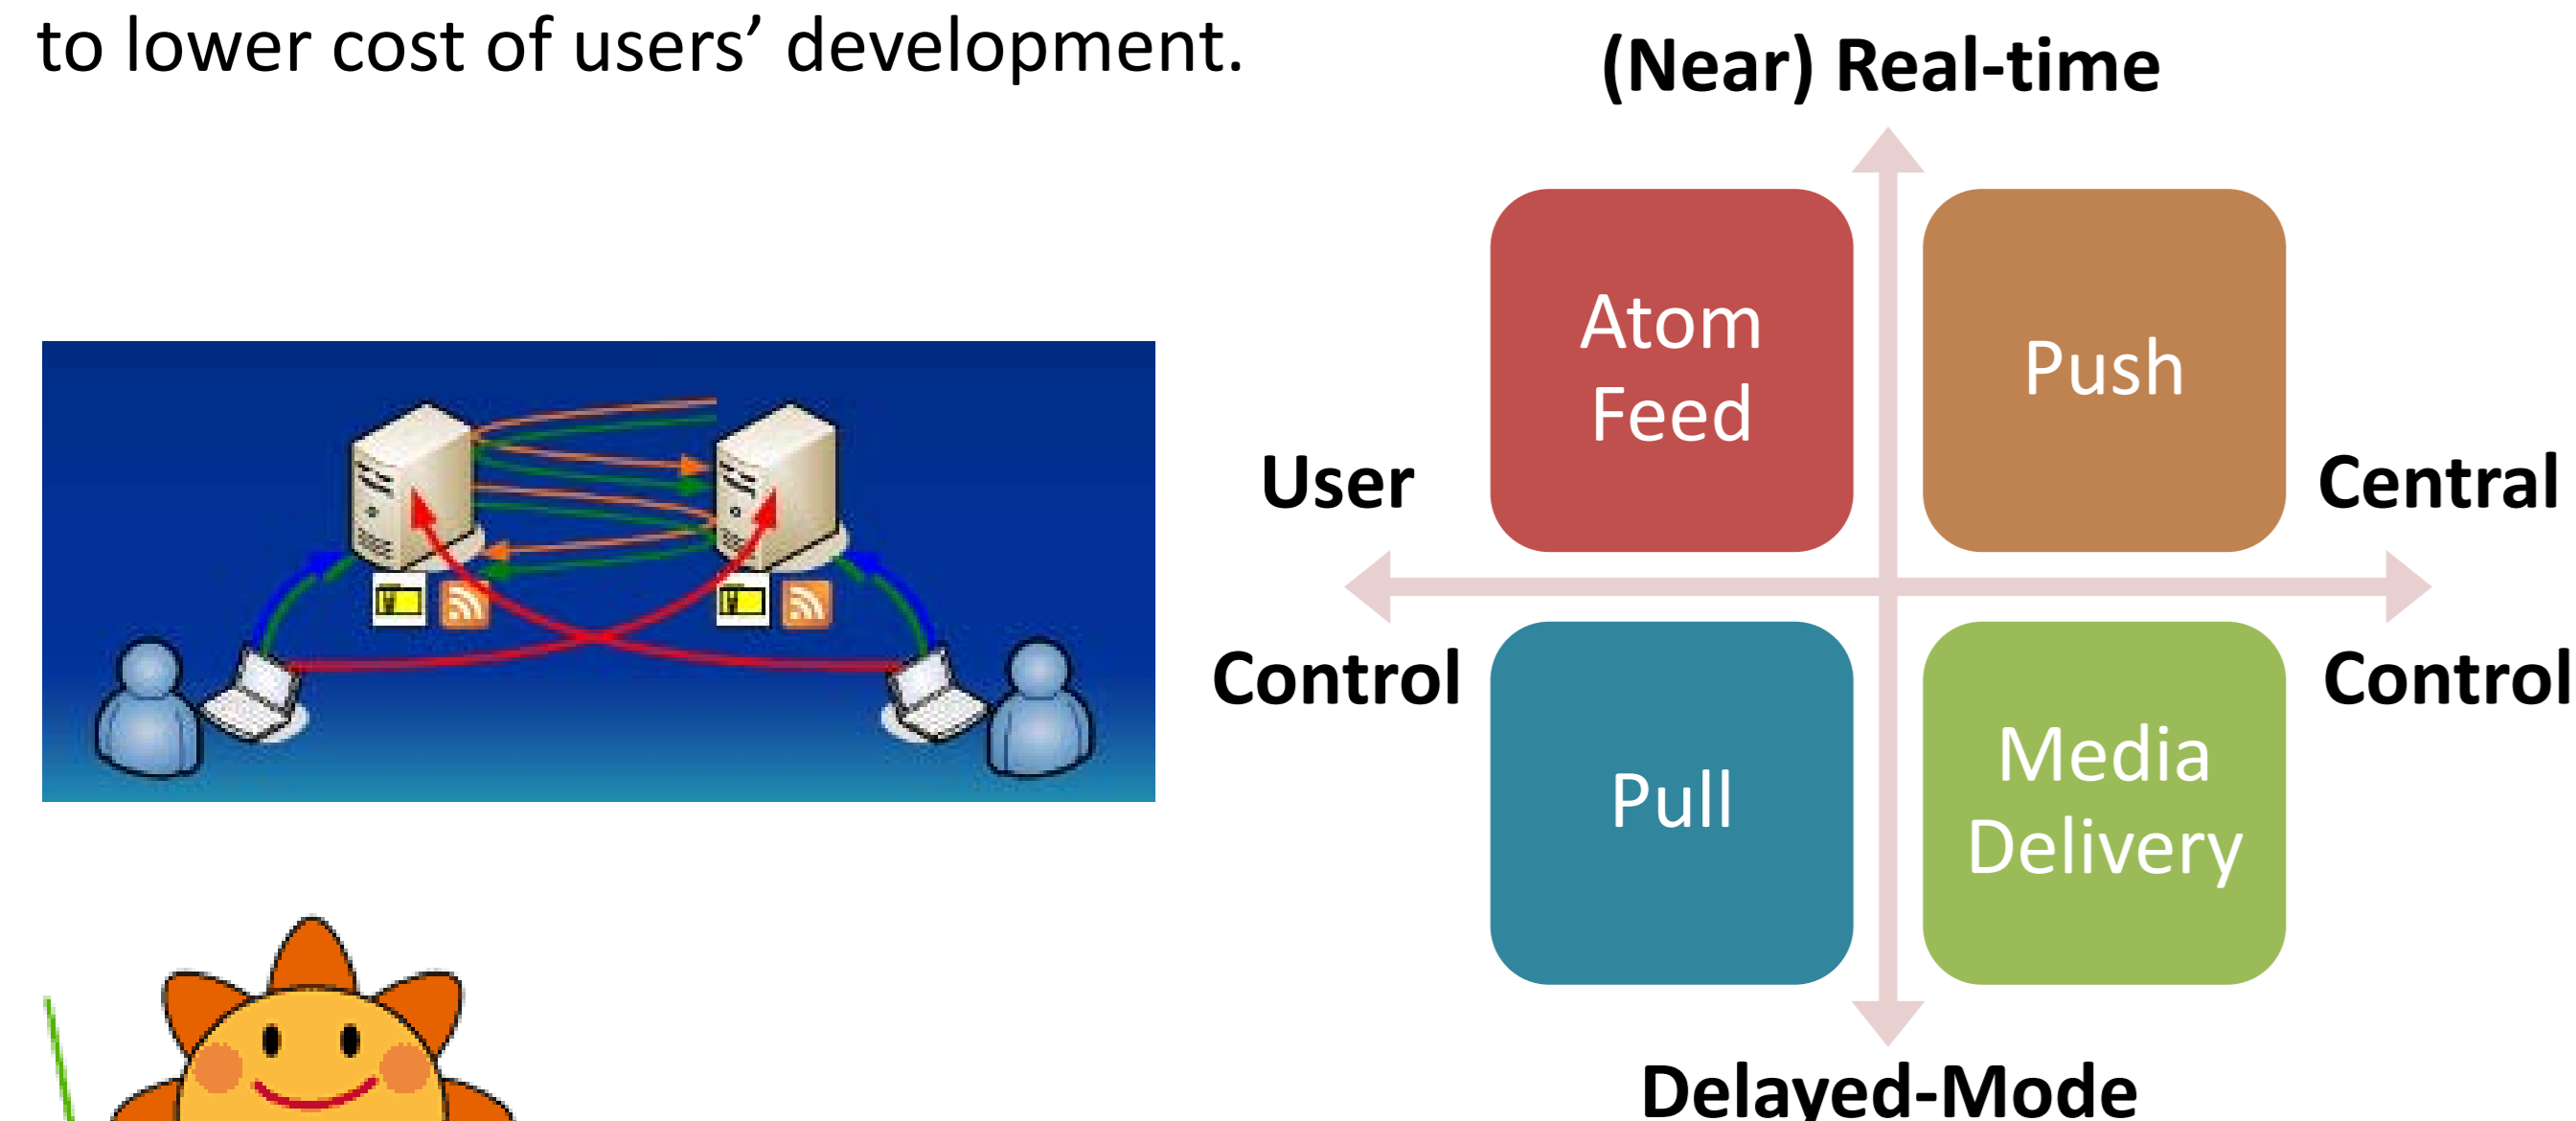 to lower cost of users’ development.
(Near) Real-time
Atom
Feed
Push
User
Central
Control
Control
Pull
Media
Delivery
Delayed-Mode